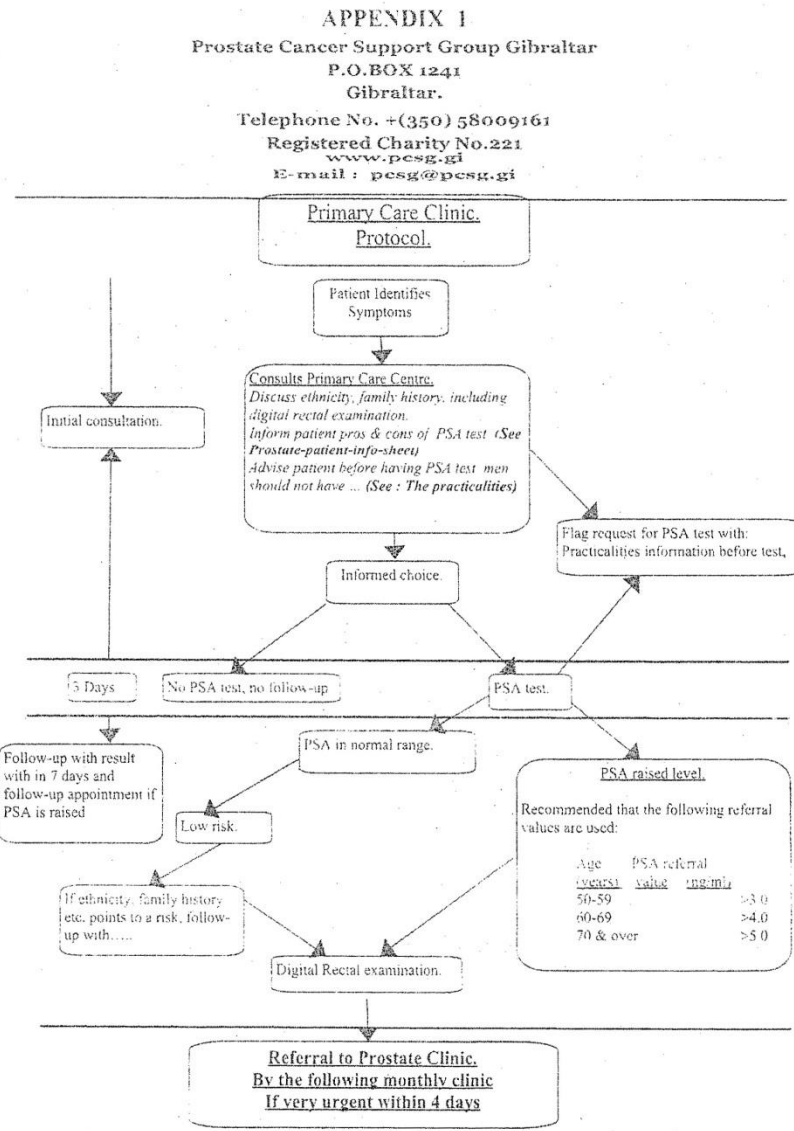 APPENDIX 1
Prostate Cancer Support Group Gibraltar
P.O.BOX 1241
Gibraltar.
Telephone No. +(350) 58009161
Registered Charity No.221
www.pcsg.gi
E-mail : pcsg@pcsg.gi
Primary Care Clinic.
Protocol.
Patient Identifies
Symptoms
Consults Primary Care Centre.
Discuss ethnicity, family history, including
digital rectal examination.
Inform patient pros & cons of PSA test (See
Prostate-patient-info-sheet)
Advise patient before having PSA test men
should not have ... (See : The practicalities)
Initial consultation.
Flag request for PSA test with:
Practicalities information before test,
Informed choice.
3 Days
No PSA test, no follow-up
PSA test.
PSA in normal range.
Follow-up with result
with in 7 days and
follow-up appointment if
PSA is raised
Low risk.
PSA raised level.
Recommended that the following referral
values are used:
Age PSA referral
(years) value (ng/ml)
50-59 >3.0
60-69 >4.0
70 & over >5.0
If ethnicity, family history
etc. points to a risk, follow-
up with.....
Digital Rectal examination.
Referral to Prostate Clinic.
By the following monthly clinic
If very urgent within 4 days